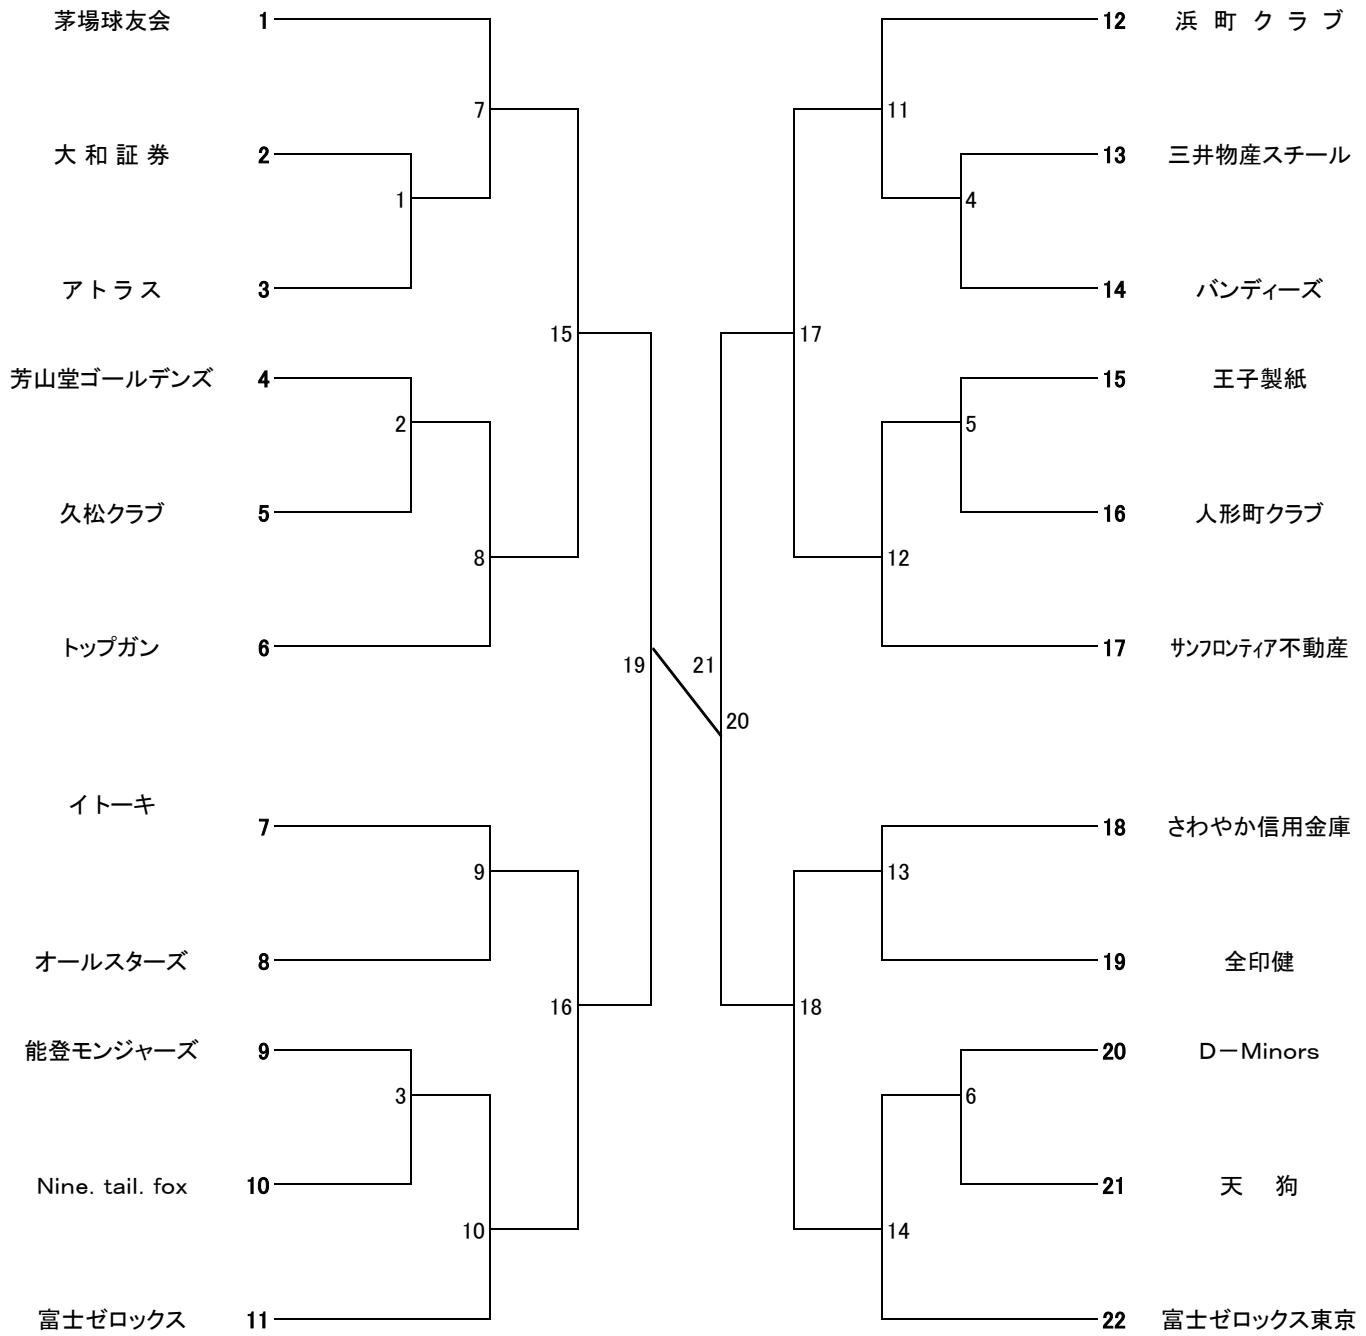 茅場球友会 1
7
大和証券 2
1
アトラス 3
15
芳山堂ゴールデンズ 4
2
久松クラブ 5
8
トップガン 6
19
イトーキ
7
9
オールスターズ 8
16
能登モンジャーズ 9
3
Nine. tail. fox 10
10
富士ゼロックス 11
21
20
12 浜町クラブ
11
13 三井物産スチール
4
14 バンディーズ
17
15 王子製紙
5
16 人形町クラブ
12
17 サンフロンティア不動産
18 さわやか信用金庫
13
19 全印健
18
20 D－Minors
6
21 天　狗
14
22 富士ゼロックス東京